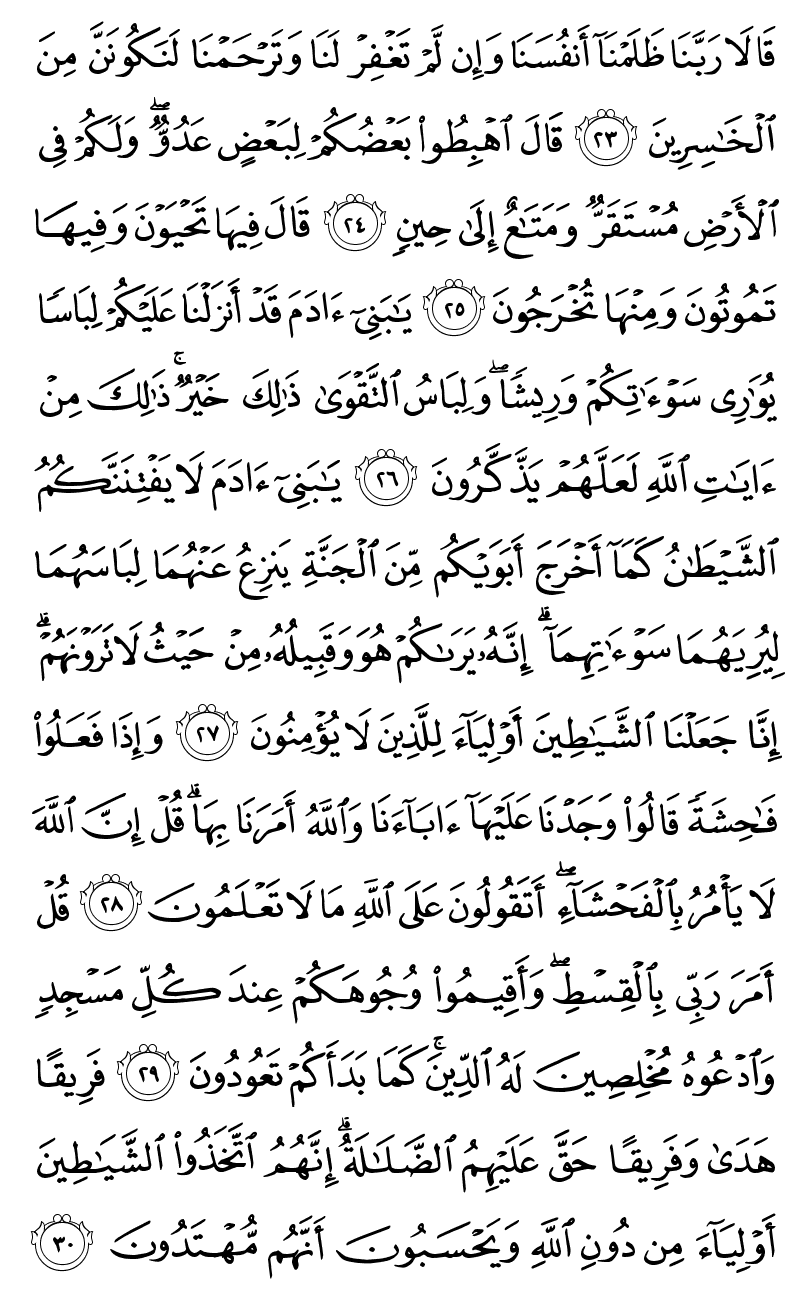 قَالَا رَبَّنَا ظَلَمْنَآ أَنفُسَنَا وَإِن لَّمْ تَغْفِرْ لَنَا وَتَرْحَمْنَا لَنَكُونَنَّ مِنَ
ٱلْخَـٰسِرِينَ ٢٣ قَالَ ٱهْبِطُوا۟ بَعْضُكُمْ لِبَعْضٍ عَدُوٌّۖ وَلَكُمْ فِى
ٱلْأَرْضِ مُسْتَقَرٌّ وَمَتَـٰعٌ إِلَىٰ حِينٍ ٢٤ قَالَ فِيهَا تَحْيَوْنَ وَفِيهَا
تَمُوتُونَ وَمِنْهَا تُخْرَجُونَ ٢٥ يَـٰبَنِىٓ ءَادَمَ قَدْ أَنزَلْنَا عَلَيْكُمْ لِبَاسًا
يُوَٰرِى سَوْءَٰتِكُمْ وَرِيشًاۖ وَلِبَاسُ ٱلتَّقْوَىٰ ذَٰلِكَ خَيْرٌۚ ذَٰلِكَ مِنْ
ءَايَـٰتِ ٱللَّهِ لَعَلَّهُمْ يَذَّكَّرُونَ ٢٦ يَـٰبَنِىٓ ءَادَمَ لَا يَفْتِنَنَّكُمُ
ٱلشَّيْطَـٰنُ كَمَآ أَخْرَجَ أَبَوَيْكُم مِّنَ ٱلْجَنَّةِ يَنزِعُ عَنْهُمَا لِبَاسَهُمَا
لِيُرِيَهُمَا سَوْءَٰتِهِمَآۗ إِنَّهُۥ يَرَىٰكُمْ هُوَ وَقَبِيلُهُۥ مِنْ حَيْثُ لَا تَرَوْنَهُمْۗ
إِنَّا جَعَلْنَا ٱلشَّيَـٰطِينَ أَوْلِيَآءَ لِلَّذِينَ لَا يُؤْمِنُونَ ٢٧ وَإِذَا فَعَلُوا۟
فَـٰحِشَةً قَالُوا۟ وَجَدْنَا عَلَيْهَآ ءَابَآءَنَا وَٱللَّهُ أَمَرَنَا بِهَاۗ قُلْ إِنَّ ٱللَّهَ
لَا يَأْمُرُ بِٱلْفَحْشَآءِۖ أَتَقُولُونَ عَلَى ٱللَّهِ مَا لَا تَعْلَمُونَ ٢٨ قُلْ
أَمَرَ رَبِّى بِٱلْقِسْطِۖ وَأَقِيمُوا۟ وُجُوهَكُمْ عِندَ كُلِّ مَسْجِدٍ
وَٱدْعُوهُ مُخْلِصِينَ لَهُ ٱلدِّينَۚ كَمَا بَدَأَكُمْ تَعُودُونَ ٢٩ فَرِيقًا
هَدَىٰ وَفَرِيقًا حَقَّ عَلَيْهِمُ ٱلضَّلَـٰلَةُۗ إِنَّهُمُ ٱتَّخَذُوا۟ ٱلشَّيَـٰطِينَ
أَوْلِيَآءَ مِن دُونِ ٱللَّهِ وَيَحْسَبُونَ أَنَّهُم مُّهْتَدُونَ ٣٠